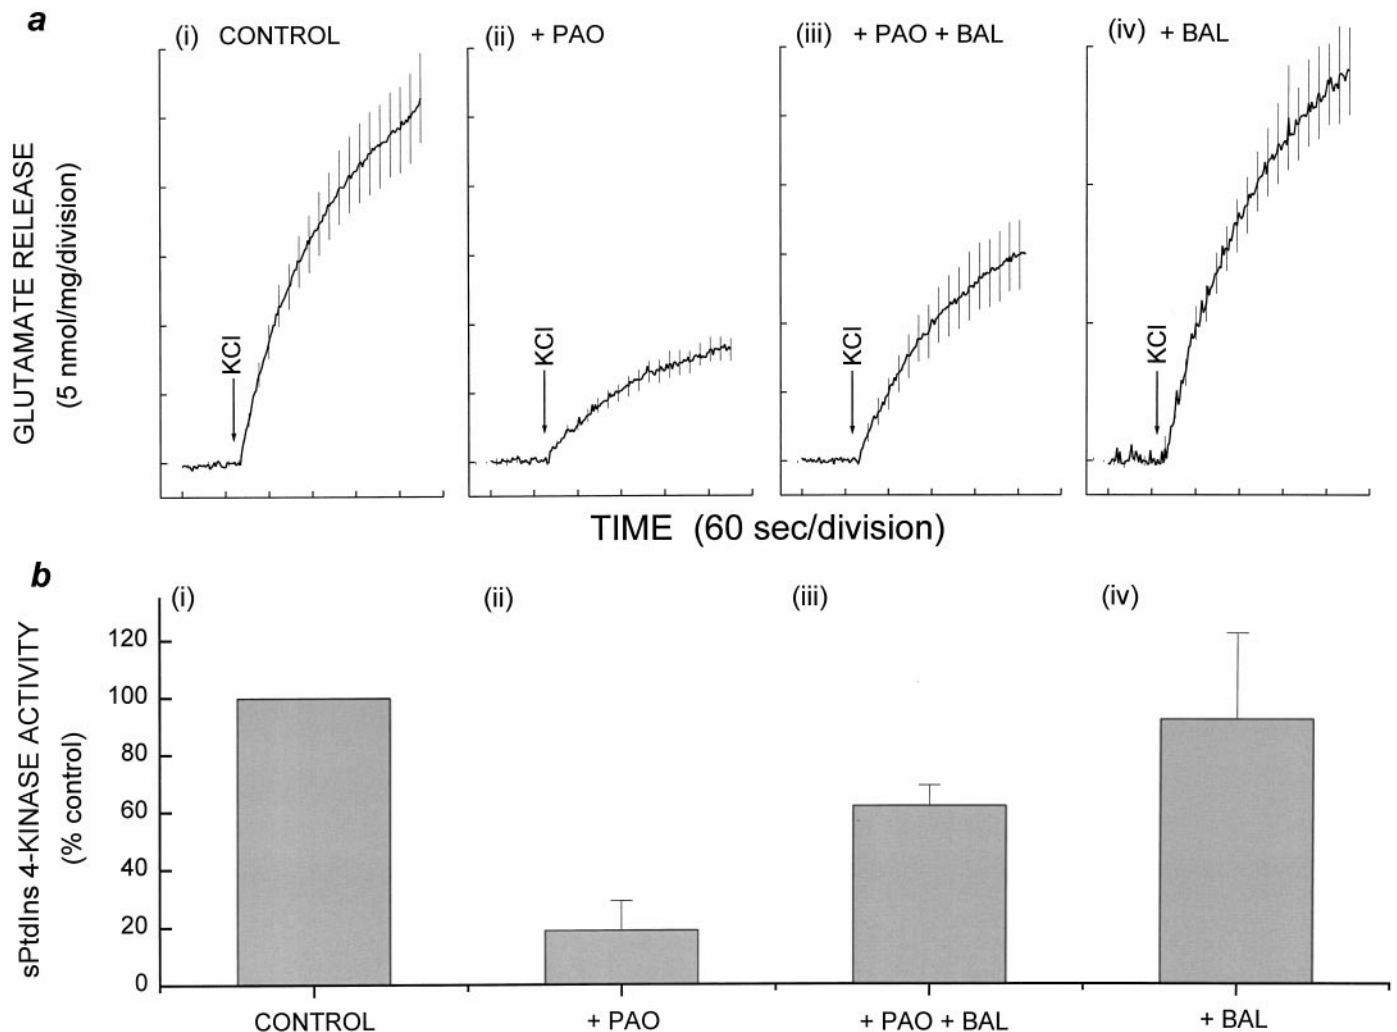 a
(i) CONTROL
(ii) + PAO
(iii) + PAO + BAL
(iv) + BAL
GLUTAMATE RELEASE
(5 nmol/mg/division)
KCl
KCl
KCl
KCl
TIME (60 sec/division)
b
(i)
(ii)
(iii)
(iv)
sPtdIns 4-KINASE ACTIVITY
(% control)
120
100
80
60
40
20
0
CONTROL
+ PAO
+ PAO + BAL
+ BAL